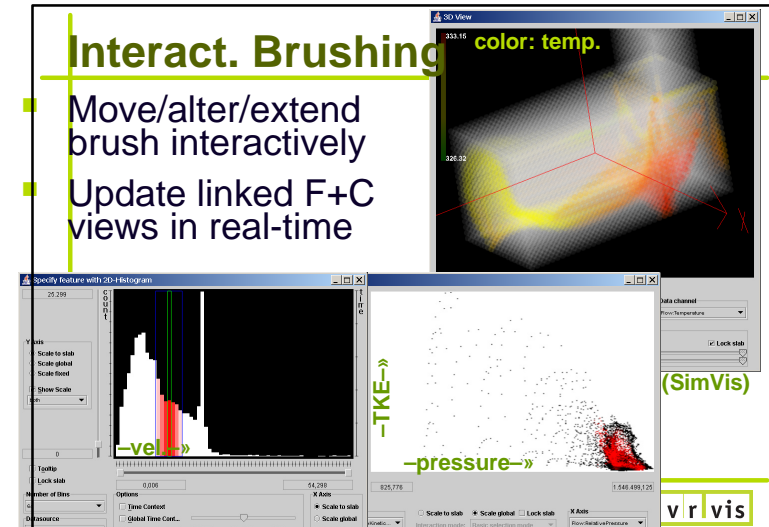 Interact. Brushing
Move/alter/extend
brush interactively
Update linked F+C
views in real-time
3D View
color: temp.
333.15
326.32
X
Data channel
Flow:Temperature
Lock slab
(SimVis)
Specify feature with 2D-Histogram
25,299
count
time
Y Axis
Scale to slab
Scale global
Scale fixed
Show Scale
Both
0
Tooltip
Lock slab
Number of Bins
Datasource
–vel.–»
0,006
54,298
Options
Time Context
Global Time Cont...
X Axis
Scale to slab
Scale global
–TKE–»
–pressure–»
825,776
1.546.499,125
Scale to slab
Scale global
Lock slab
X Axis
Flow:RelativePressure
v r vis